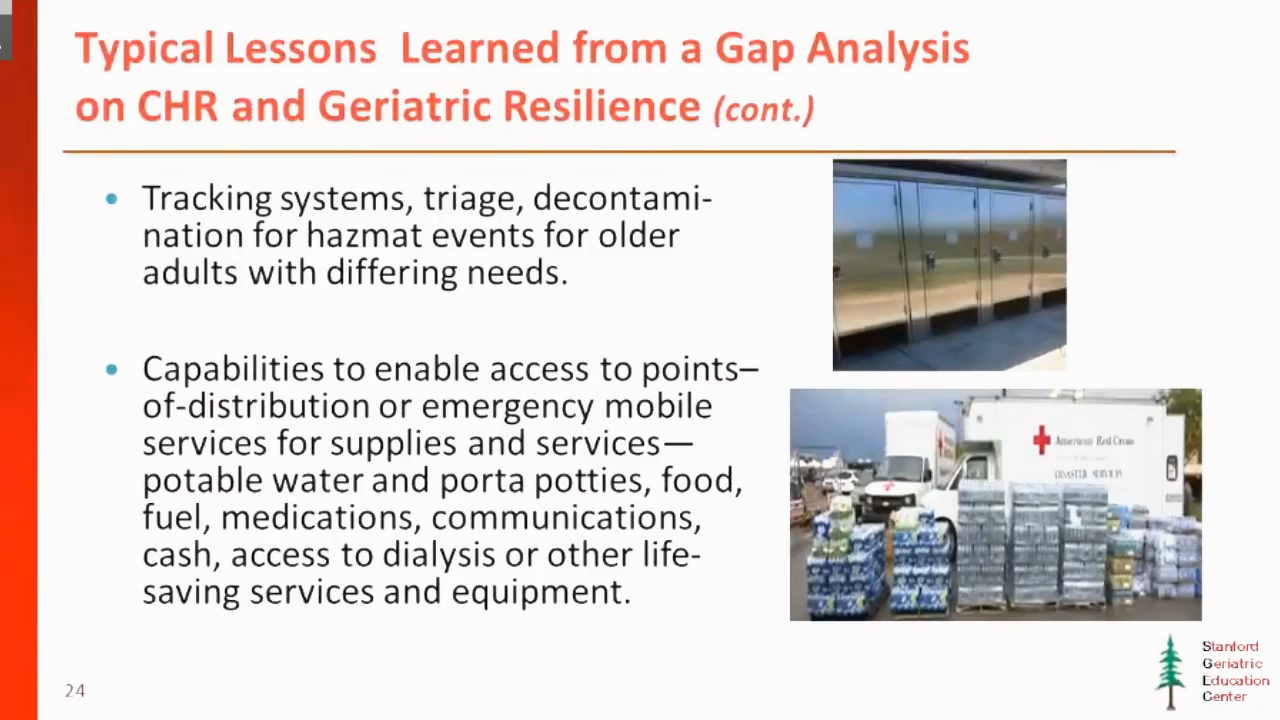 Typical Lessons Learned from a Gap Analysis
on CHR and Geriatric Resilience (cont.)
• Tracking systems, triage, decontami-
nation for hazmat events for older
adults with differing needs.
• Capabilities to enable access to points–
of-distribution or emergency mobile
services for supplies and services—
potable water and porta potties, food,
fuel, medications, communications,
cash, access to dialysis or other life-
saving services and equipment.
American Red Cross
DISASTER SERVICES
24
Stanford
Geriatric
Education
Center